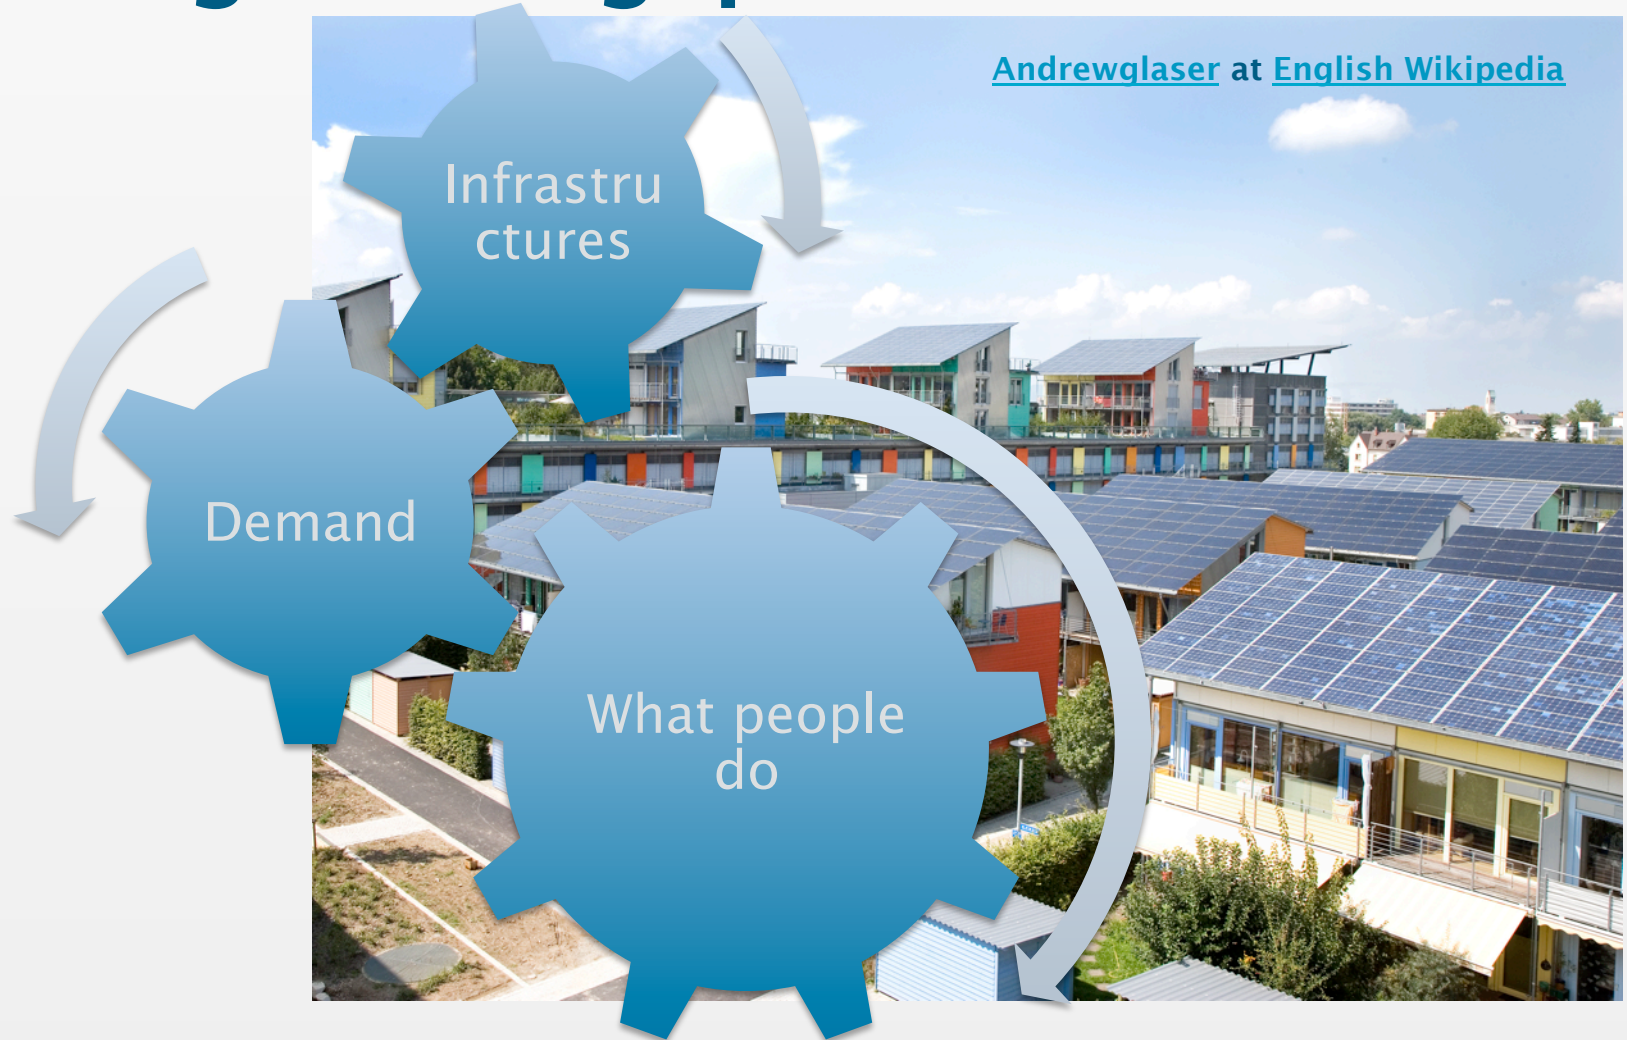 Andrewglaser at English Wikipedia
Infrastru
ctures
Demand
What people
do